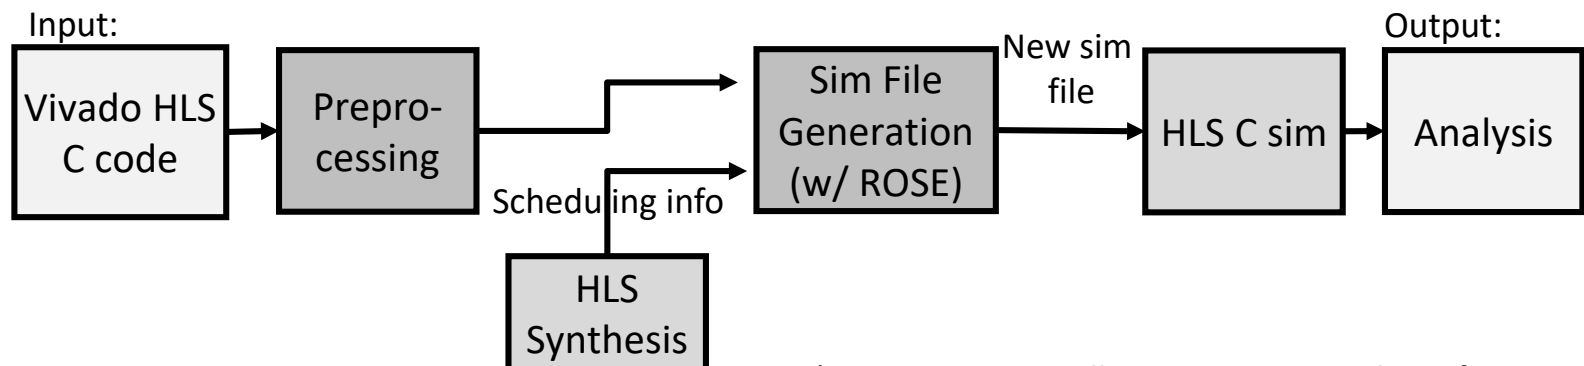 Input:
Vivado HLS
C code
Prepro-
cessing
Scheduling info
HLS
Synthesis
Sim File
Generation
(w/ ROSE)
New sim
file
HLS C sim
Output:
Analysis